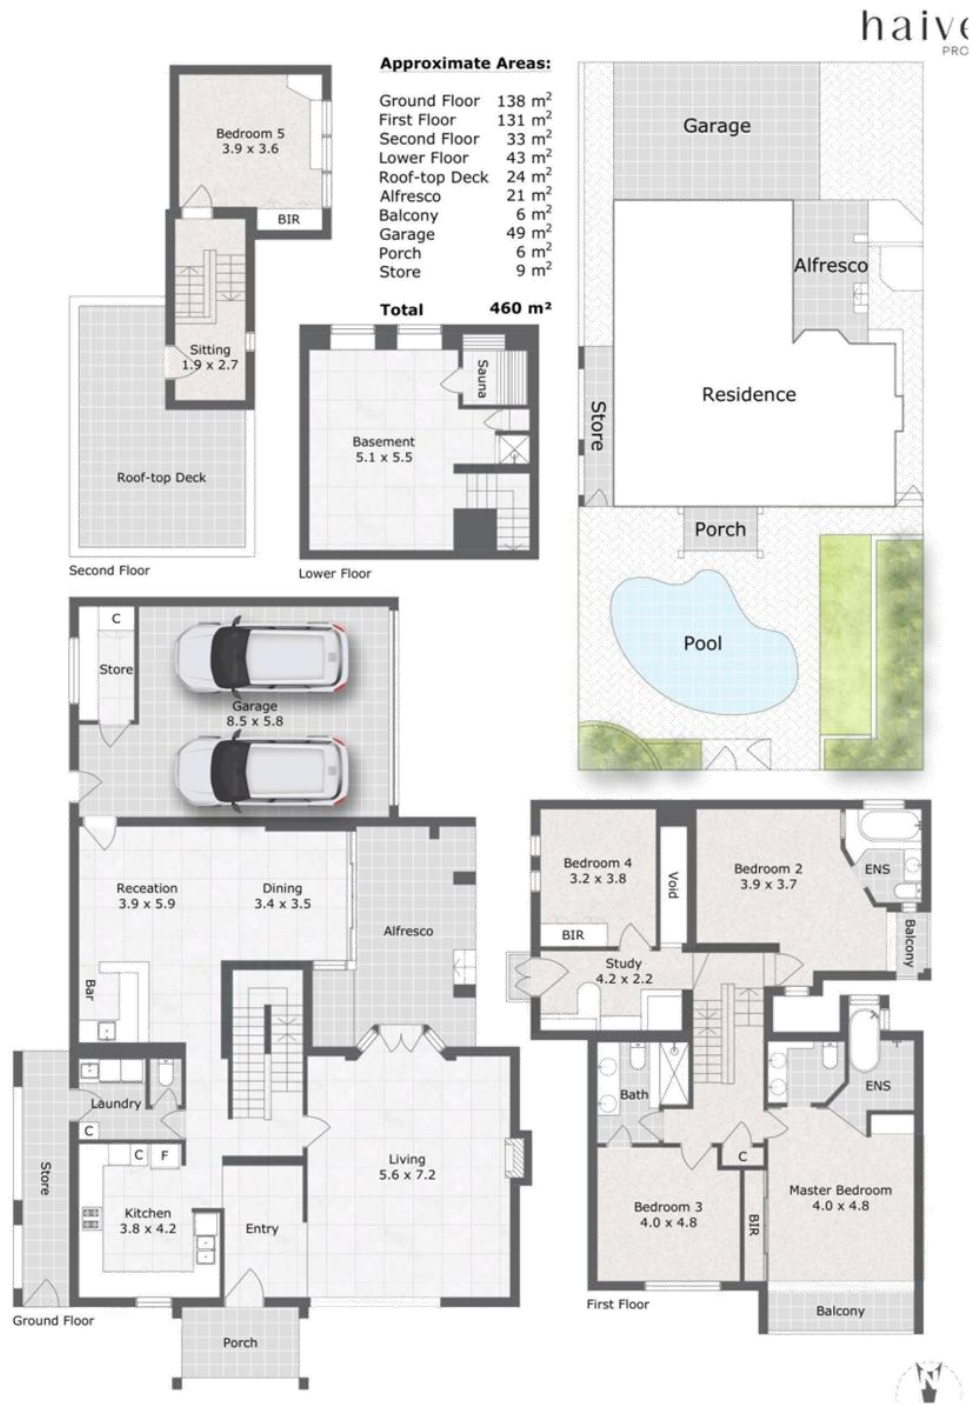 haive
PRO
Approximate Areas:
Ground Floor 138 m²
First Floor 131 m²
Second Floor 33 m²
Lower Floor 43 m²
Roof-top Deck 24 m²
Alfresco 21 m²
Balcony 6 m²
Garage 49 m²
Porch 6 m²
Store 9 m²
Total 460 m²
Bedroom 5
3.9 x 3.6
BIR
Sitting
1.9 x 2.7
Roof-top Deck
Second Floor
Sauna
Basement
5.1 x 5.5
Lower Floor
Garage
Alfresco
Residence
Store
Porch
Pool
C
Store
Garage
8.5 x 5.8
Receation
3.9 x 5.9
Dining
3.4 x 3.5
Alfresco
Bar
Laundry
C
C F
Store
Kitchen
3.8 x 4.2
Entry
Living
5.6 x 7.2
Porch
Ground Floor
Bedroom 4
3.2 x 3.8
BIR
Void
Bedroom 2
3.9 x 3.7
ENS
Balcony
Study
4.2 x 2.2
Bath
ENS
C
Bedroom 3
4.0 x 4.8
BIR
Master Bedroom
4.0 x 4.8
Balcony
First Floor
N